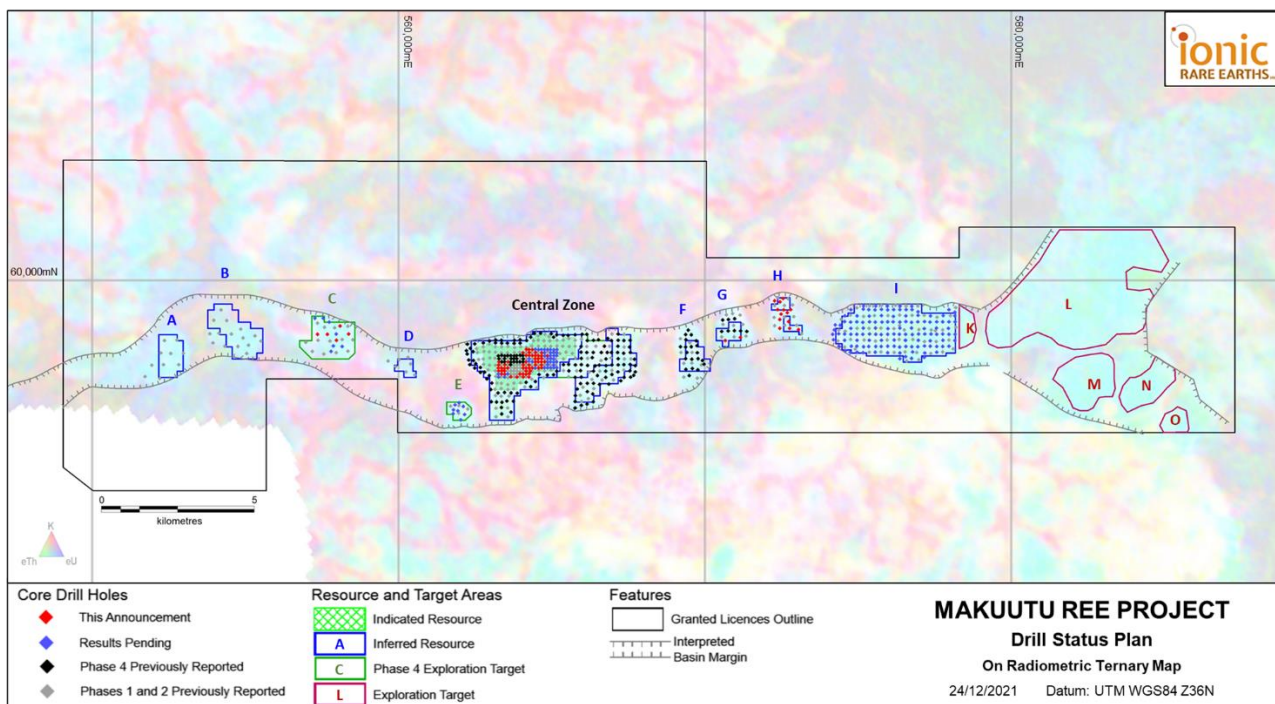 560,000mE
580,000mE
ionic
RARE EARTHS
60,000mN
A
B
C
D
E
Central Zone
F
G
H
I
K
L
M
N
O
0 5
kilometres
K
eTh eU
Core Drill Holes
This Announcement
Results Pending
Phase 4 Previously Reported
Phases 1 and 2 Previously Reported
Resource and Target Areas
Indicated Resource
A Inferred Resource
C Phase 4 Exploration Target
L Exploration Target
Features
Granted Licences Outline
Interpreted
Basin Margin
MAKUUTU REE PROJECT
Drill Status Plan
On Radiometric Ternary Map
24/12/2021 Datum: UTM WGS84 Z36N